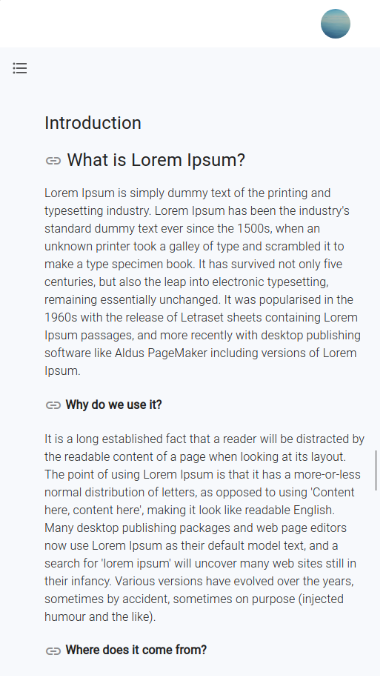 Introduction
What is Lorem Ipsum?
Lorem Ipsum is simply dummy text of the printing and
typesetting industry. Lorem Ipsum has been the industry's
standard dummy text ever since the 1500s, when an
unknown printer took a galley of type and scrambled it to
make a type specimen book. It has survived not only five
centuries, but also the leap into electronic typesetting,
remaining essentially unchanged. It was popularised in the
1960s with the release of Letraset sheets containing Lorem
Ipsum passages, and more recently with desktop publishing
software like Aldus PageMaker including versions of Lorem
Ipsum.
Why do we use it?
It is a long established fact that a reader will be distracted by
the readable content of a page when looking at its layout.
The point of using Lorem Ipsum is that it has a more-or-less
normal distribution of letters, as opposed to using 'Content
here, content here', making it look like readable English.
Many desktop publishing packages and web page editors
now use Lorem Ipsum as their default model text, and a
search for 'lorem ipsum' will uncover many web sites still in
their infancy. Various versions have evolved over the years,
sometimes by accident, sometimes on purpose (injected
humour and the like).
Where does it come from?